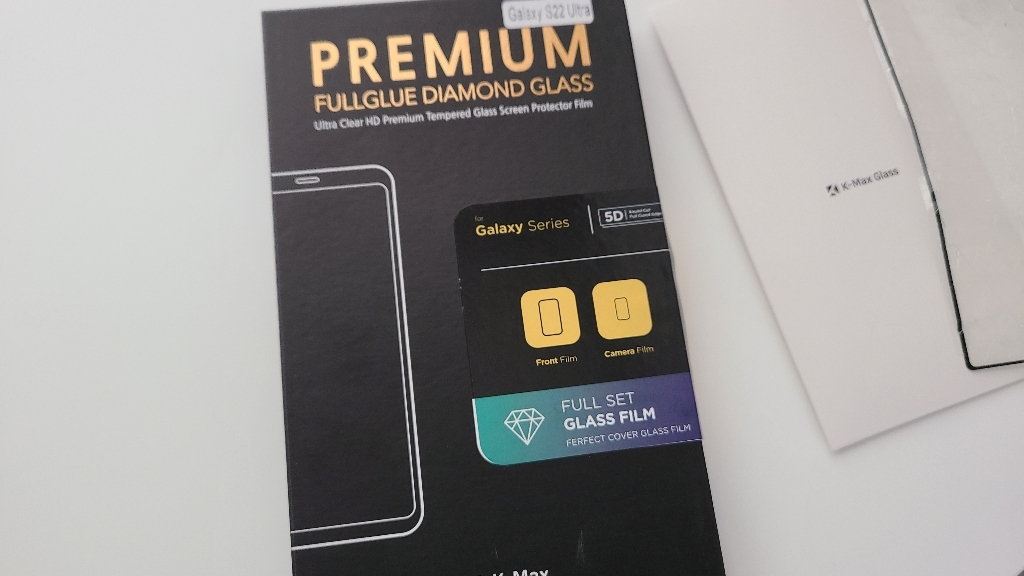 Galaxy S22 Ultra
PREMIUM
FULLGLUE DIAMOND GLASS
Ultra Clear HD Premium Tempered Glass Screen Protector Film
for
Galaxy Series
5D
Front Film
Camera Film
FULL SET
GLASS FILM
PERFECT COVER GLASS FILM
K-Max
K-Max Glass